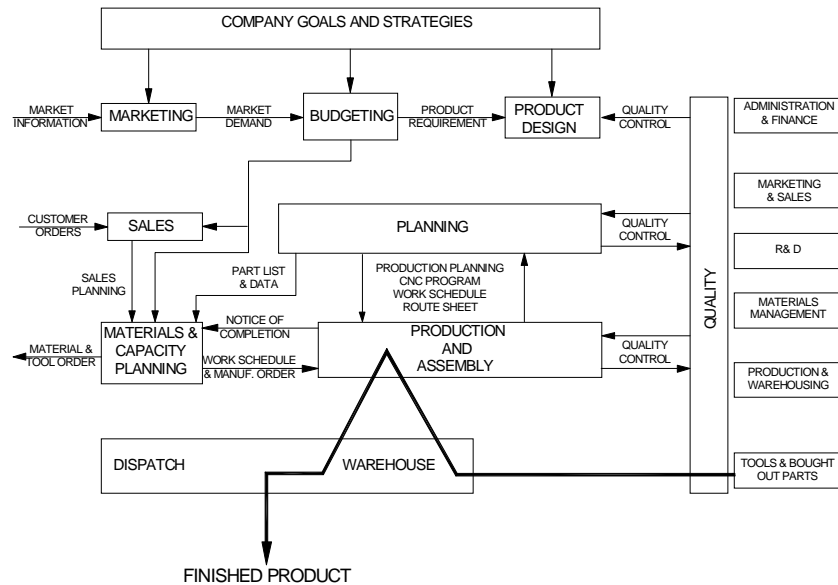 COMPANY GOALS AND STRATEGIES
MARKET
INFORMATION
MARKETING
MARKET
DEMAND
BUDGETING
PRODUCT
REQUIREMENT
PRODUCT
DESIGN
QUALITY
CONTROL
ADMINISTRATION
& FINANCE
CUSTOMER
ORDERS
SALES
PLANNING
QUALITY
CONTROL
MARKETING
& SALES
R& D
SALES
PLANNING
PART LIST
& DATA
PRODUCTION PLANNING
CNC PROGRAM
WORK SCHEDULE
ROUTE SHEET
QUALITY
MATERIALS
MANAGEMENT
MATERIAL &
TOOL ORDER
MATERIALS &
CAPACITY
PLANNING
NOTICE OF
COMPLETION
WORK SCHEDULE
& MANUF. ORDER
PRODUCTION
AND
ASSEMBLY
QUALITY
CONTROL
PRODUCTION &
WAREHOUSING
DISPATCH
WAREHOUSE
TOOLS & BOUGHT
OUT PARTS
FINISHED PRODUCT